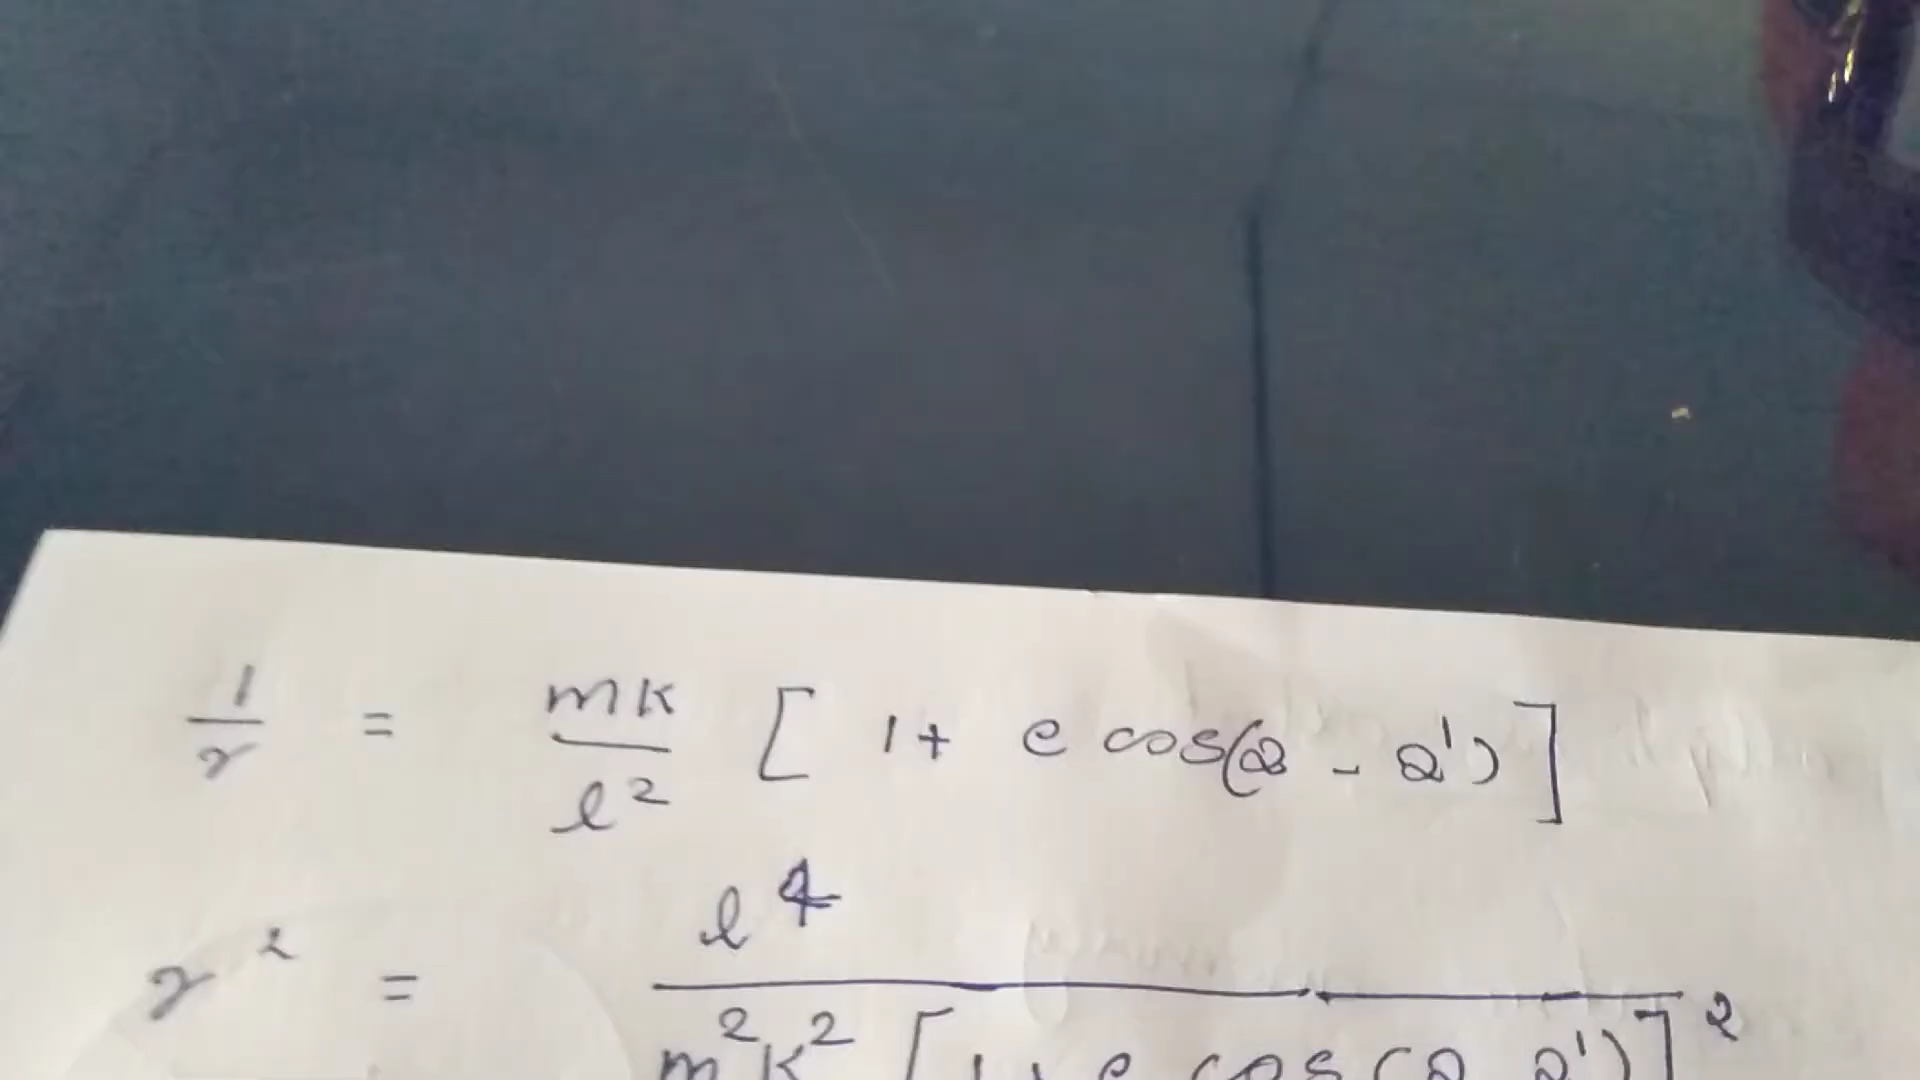 1/r = mk/l² [ 1 + e cos(θ - θ')]
r² = l⁴ / m²k² [1 + e cos(θ - θ')]²